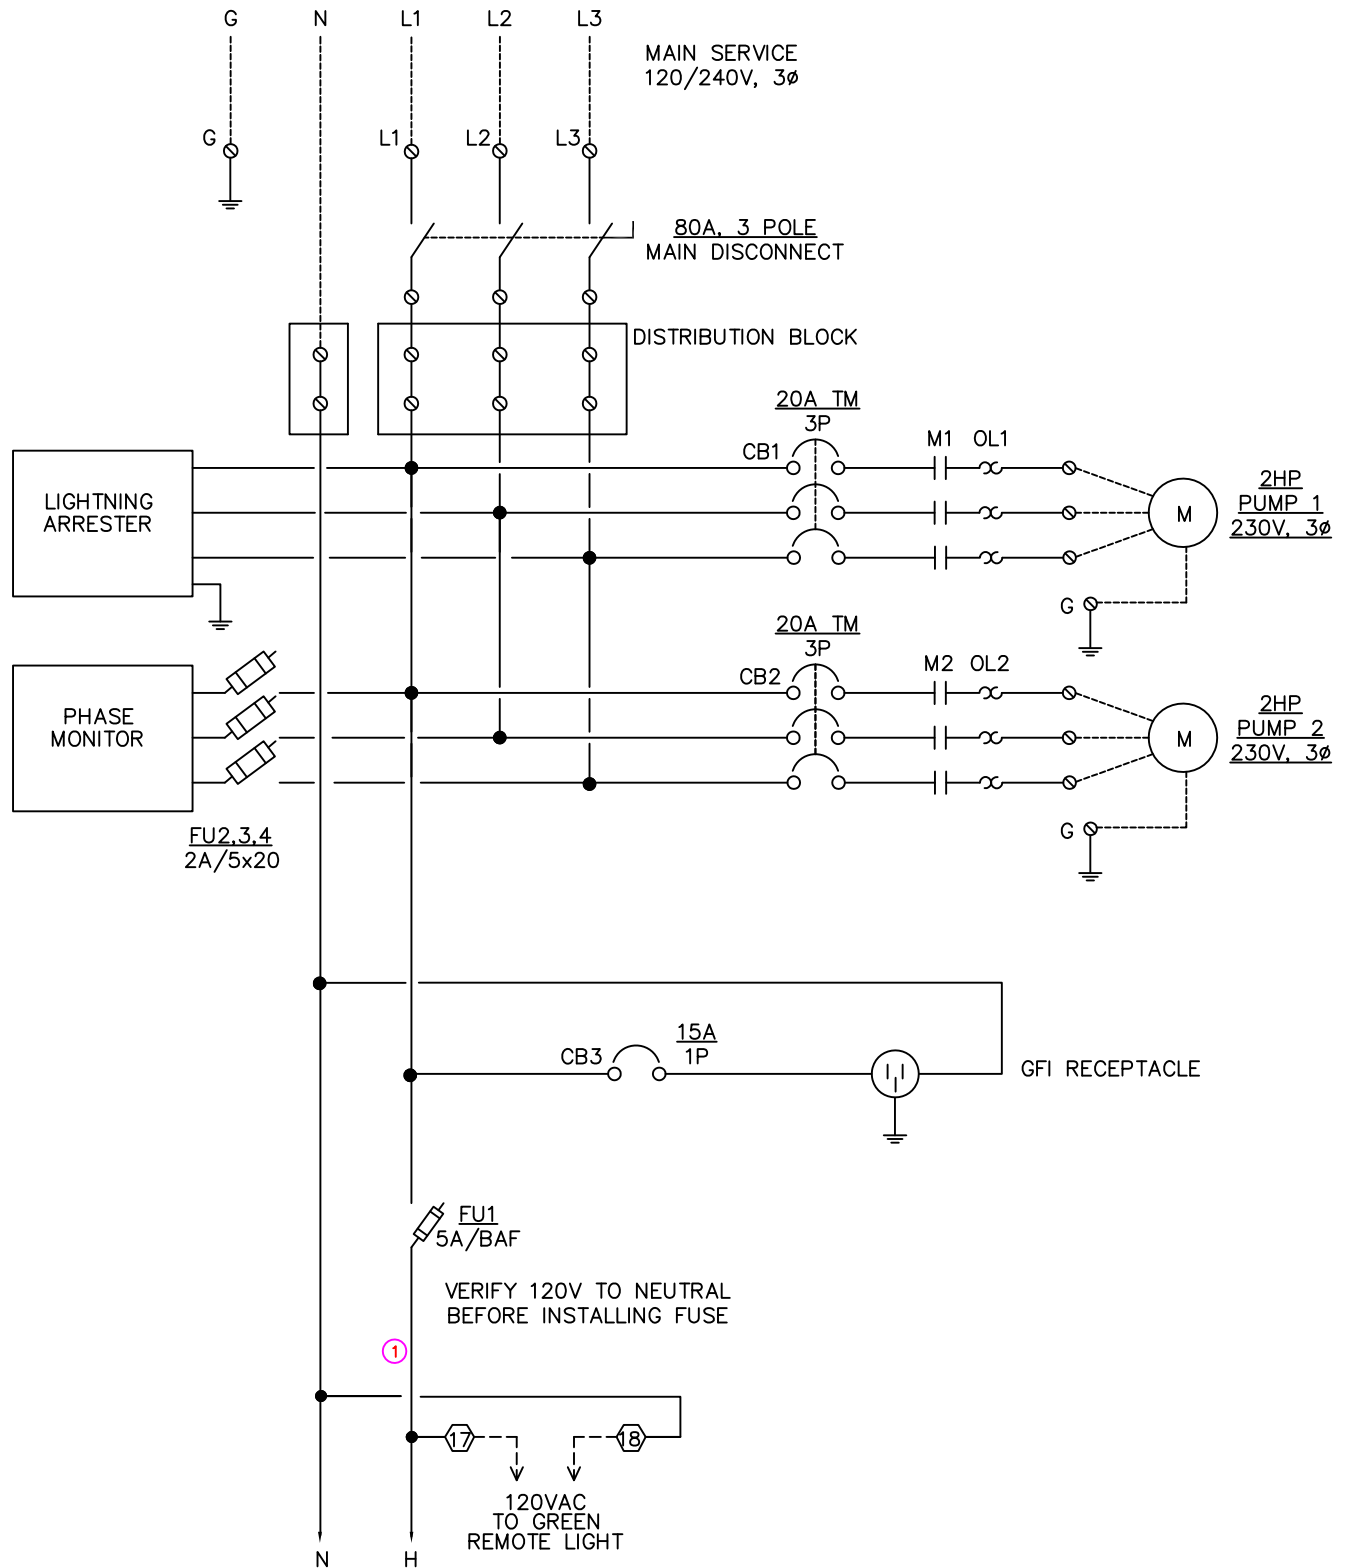 G N L1 L2 L3
MAIN SERVICE
120/240V, 3ø
G L1 L2 L3
80A, 3 POLE
MAIN DISCONNECT
DISTRIBUTION BLOCK
20A TM
3P
CB1 M1 OL1
LIGHTNING
ARRESTER
M
2HP
PUMP 1
230V, 3ø
G
20A TM
3P
CB2 M2 OL2
PHASE
MONITOR
M
2HP
PUMP 2
230V, 3ø
G
FU2,3,4
2A/5x20
15A
1P
CB3
GFI RECEPTACLE
FU1
5A/BAF
VERIFY 120V TO NEUTRAL
BEFORE INSTALLING FUSE
1
17 18
120VAC
TO GREEN
REMOTE LIGHT
N H